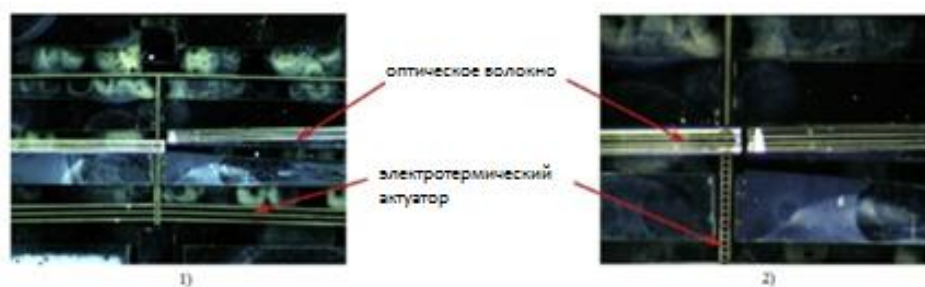 оптическое волокно
электротермический
актуатор
1)
2)